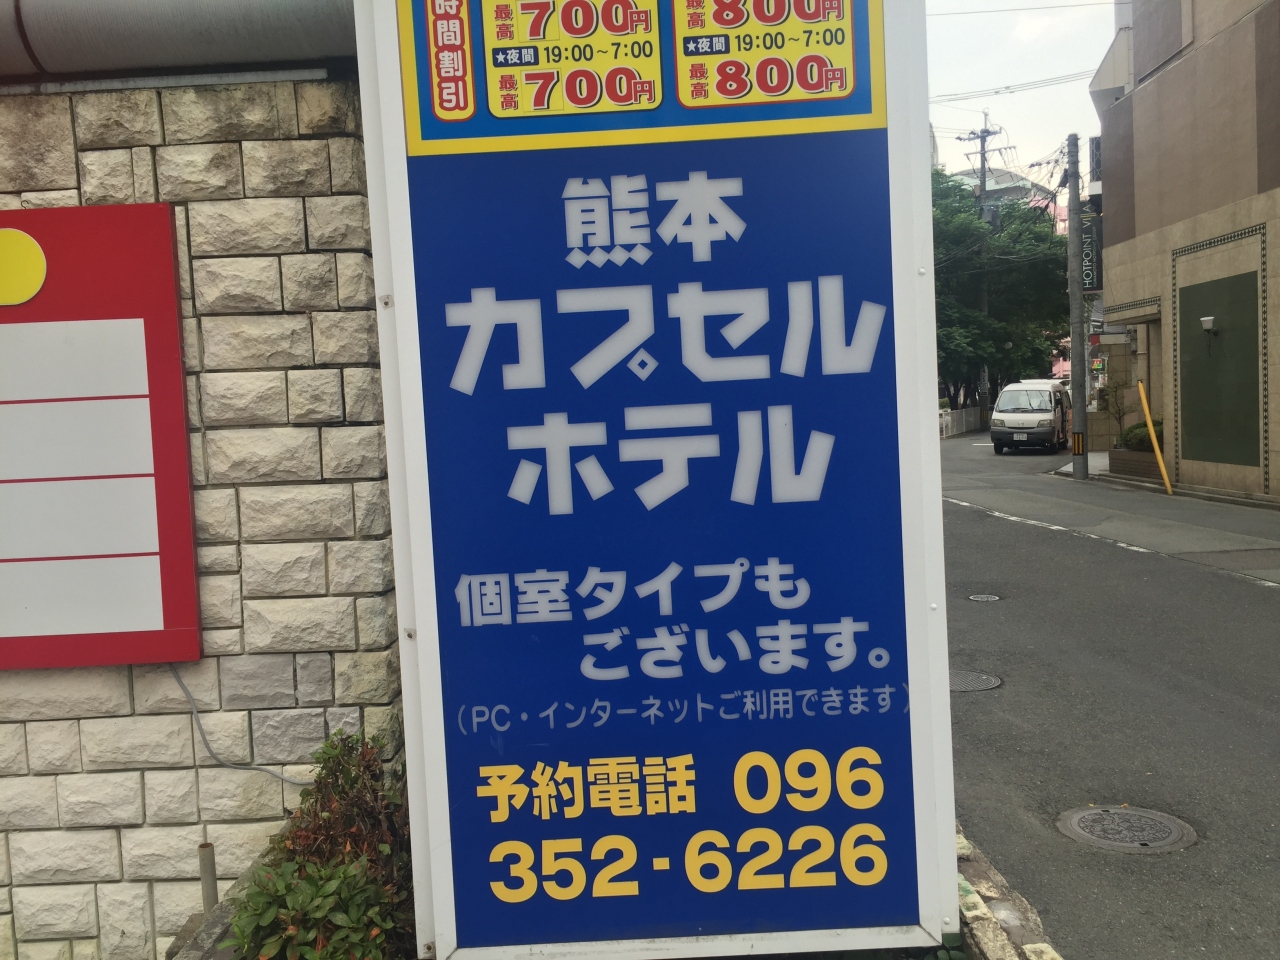 時間割引
最高700円
★夜間 19:00~7:00
最高700円
最高800円
★夜間 19:00~7:00
最高800円
熊本
カプセル
ホテル
個室タイプも
ございます。
(PC・インターネットご利用できます)
予約電話 096
352-6226
HOTPOINT VILLA